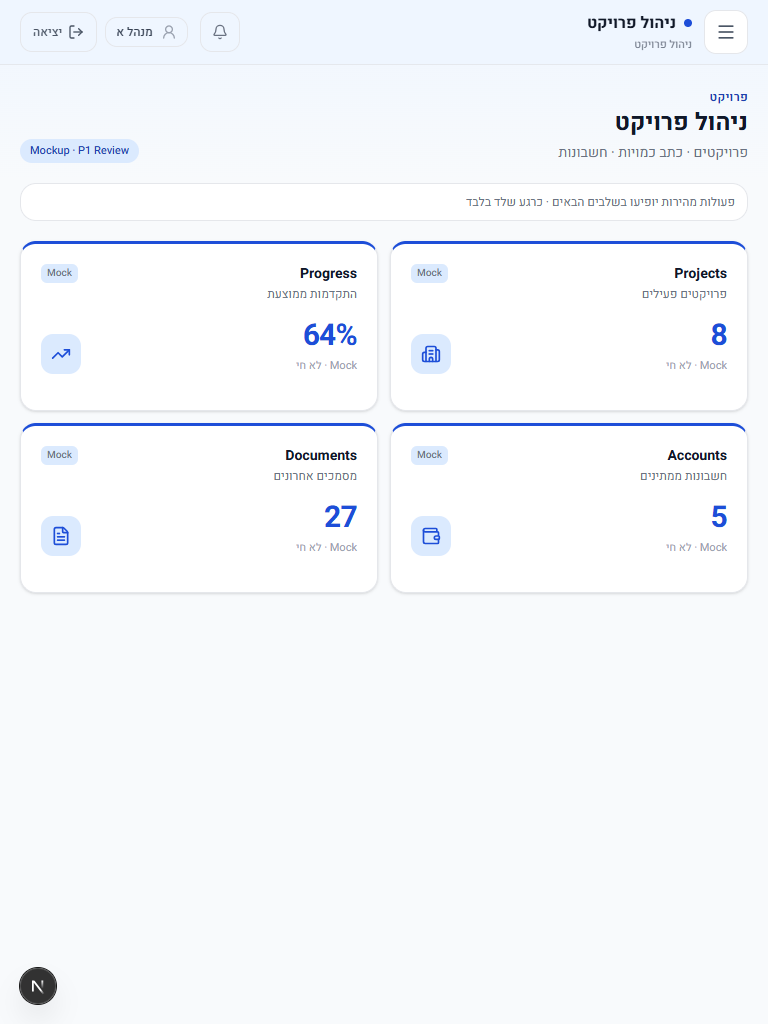 ניהול פרויקט
ניהול פרויקט
מנהל א
יציאה
פרויקט
ניהול פרויקט
פרויקטים · כתב כמויות · חשבונות
Mockup · P1 Review
פעולות מהירות יופיעו בשלבים הבאים · כרגע שלד בלבד
Projects
Mock
פרויקטים פעילים
8
Mock · לא חי
Progress
Mock
התקדמות ממוצעת
64%
Mock · לא חי
Accounts
Mock
חשבונות ממתינים
5
Mock · לא חי
Documents
Mock
מסמכים אחרונים
27
Mock · לא חי
N